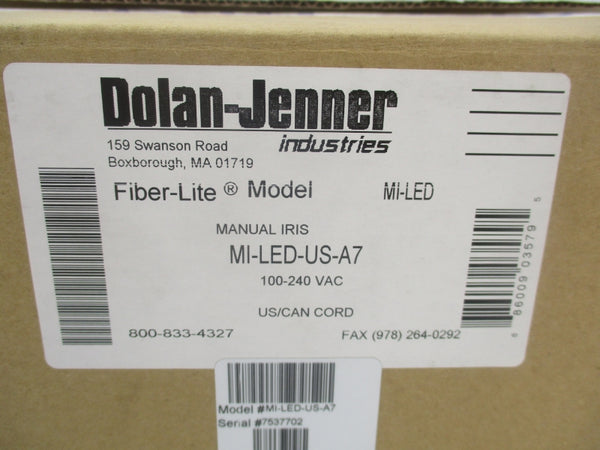 Dolan-Jenner
industries
159 Swanson Road
Boxborough, MA 01719
Fiber-Lite® Model MI-LED
MANUAL IRIS
MI-LED-US-A7
100-240 VAC
US/CAN CORD
800-833-4327 FAX (978) 264-0292
6 86009 03579 5
Model #MI-LED-US-A7
Serial #7537702